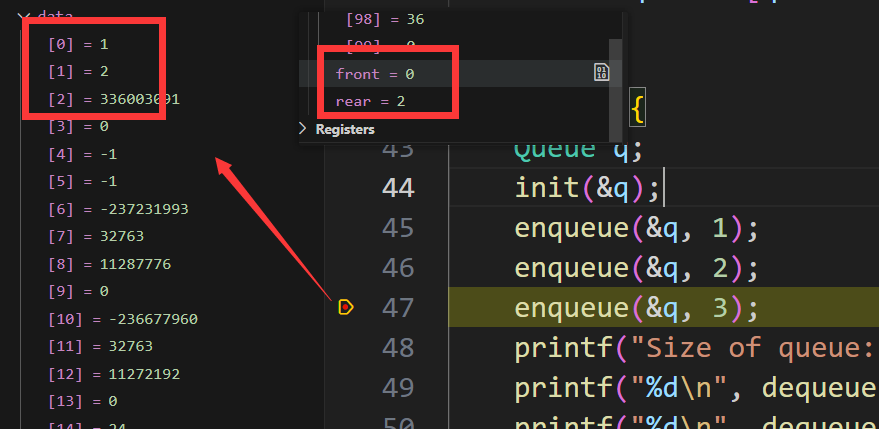 data
[0] = 1
[1] = 2
[2] = 336003091
[3] = 0
[4] = -1
[5] = -1
[6] = -237231993
[7] = 32763
[8] = 11287776
[9] = 0
[10] = -236677960
[11] = 32763
[12] = 11272192
[13] = 0
[14] = 24
[98] = 36
[99] = 0
front = 0
rear = 2
Registers
{
43 Queue q;
44 init(&q);
45 enqueue(&q, 1);
46 enqueue(&q, 2);
47 enqueue(&q, 3);
48 printf("Size of queue:
49 printf("%d\n", dequeue
50 printf("%d\n", dequeue